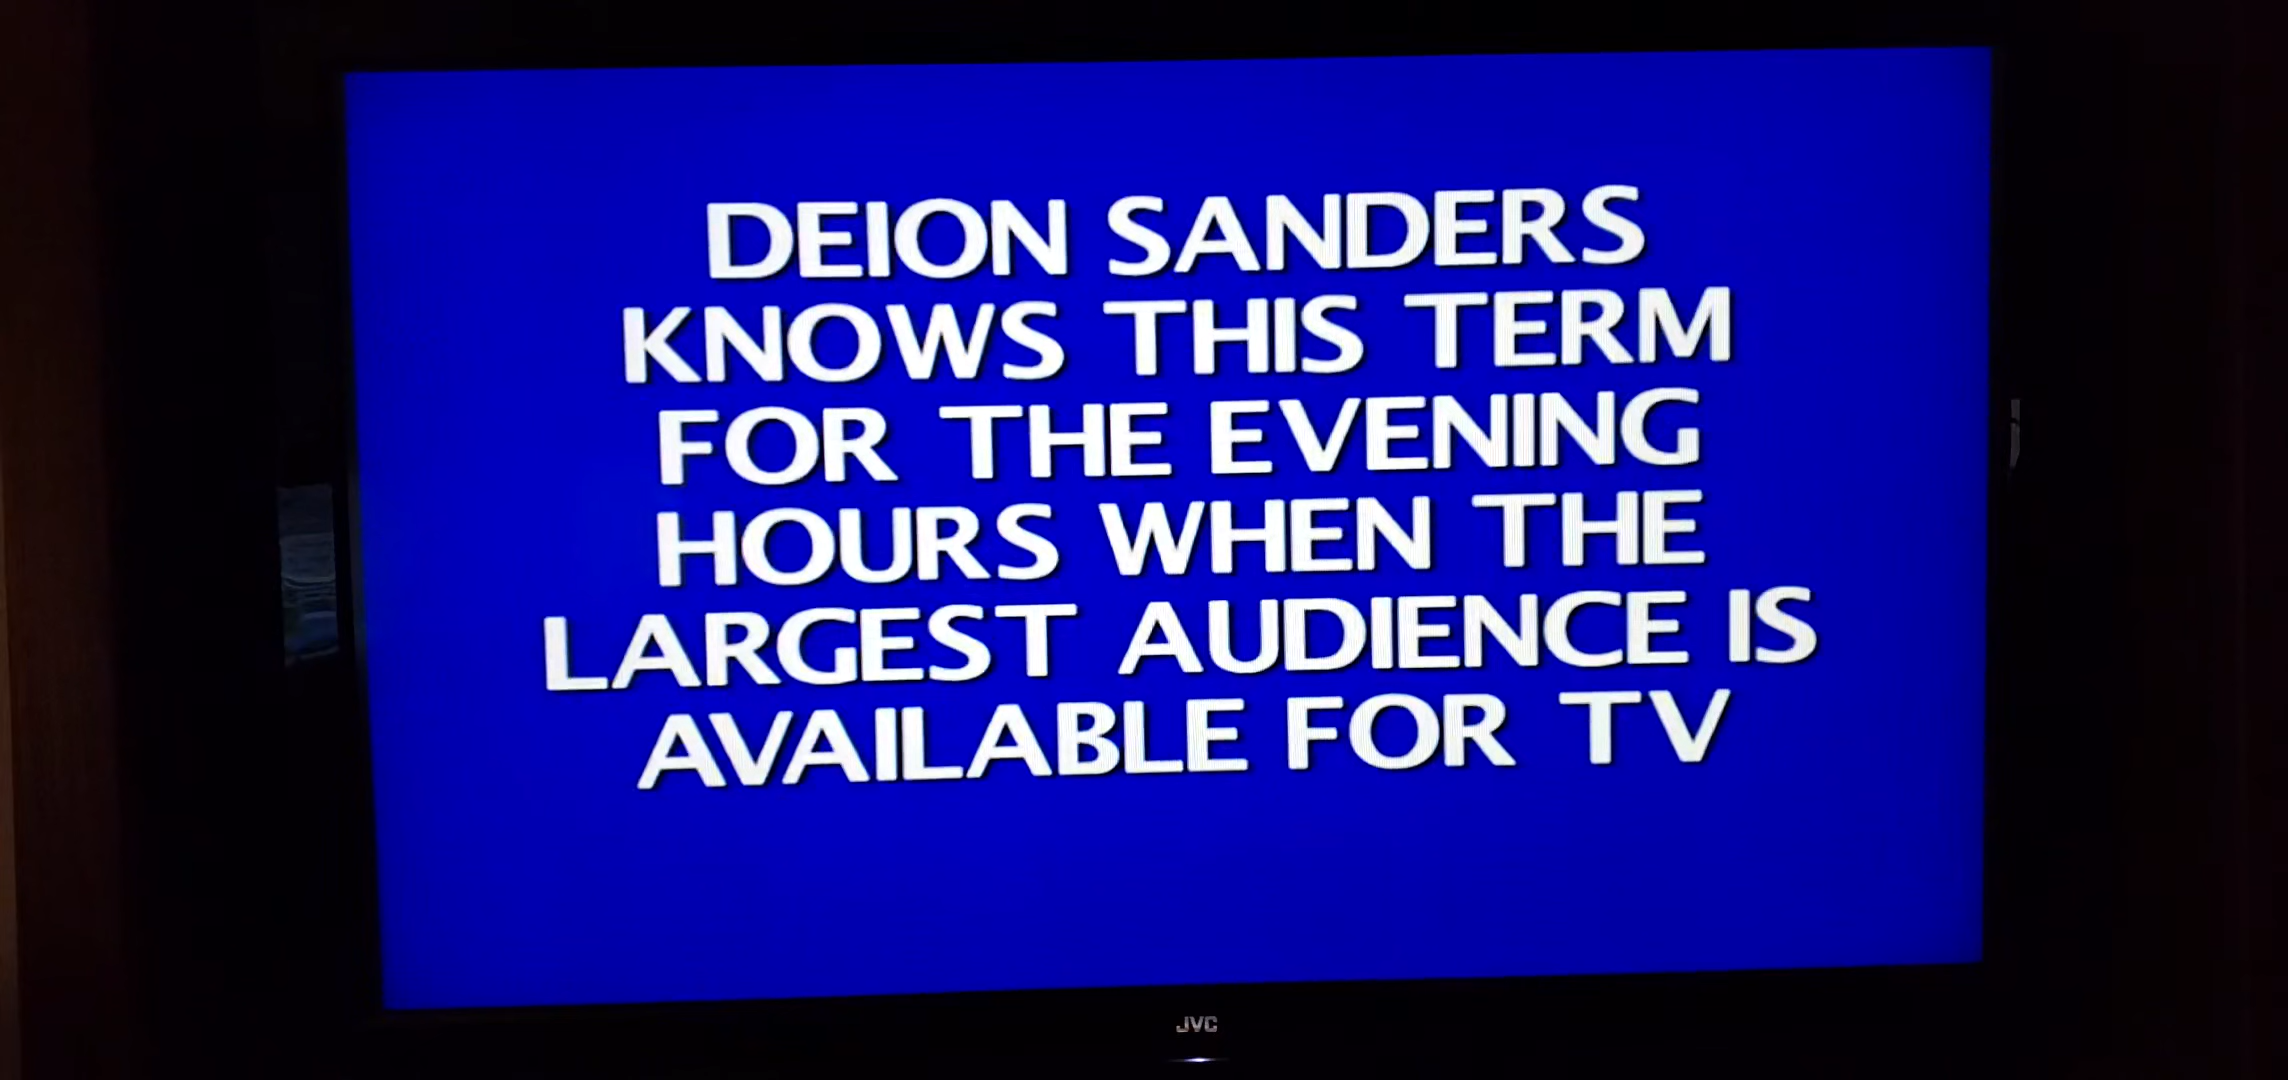 DEION SANDERS
KNOWS THIS TERM
FOR THE EVENING
HOURS WHEN THE
LARGEST AUDIENCE IS
AVAILABLE FOR TV
JVC